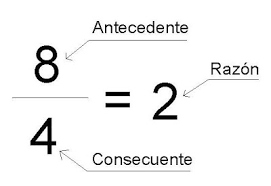 Antecedente
8
Razón
= 2
4
Consecuente